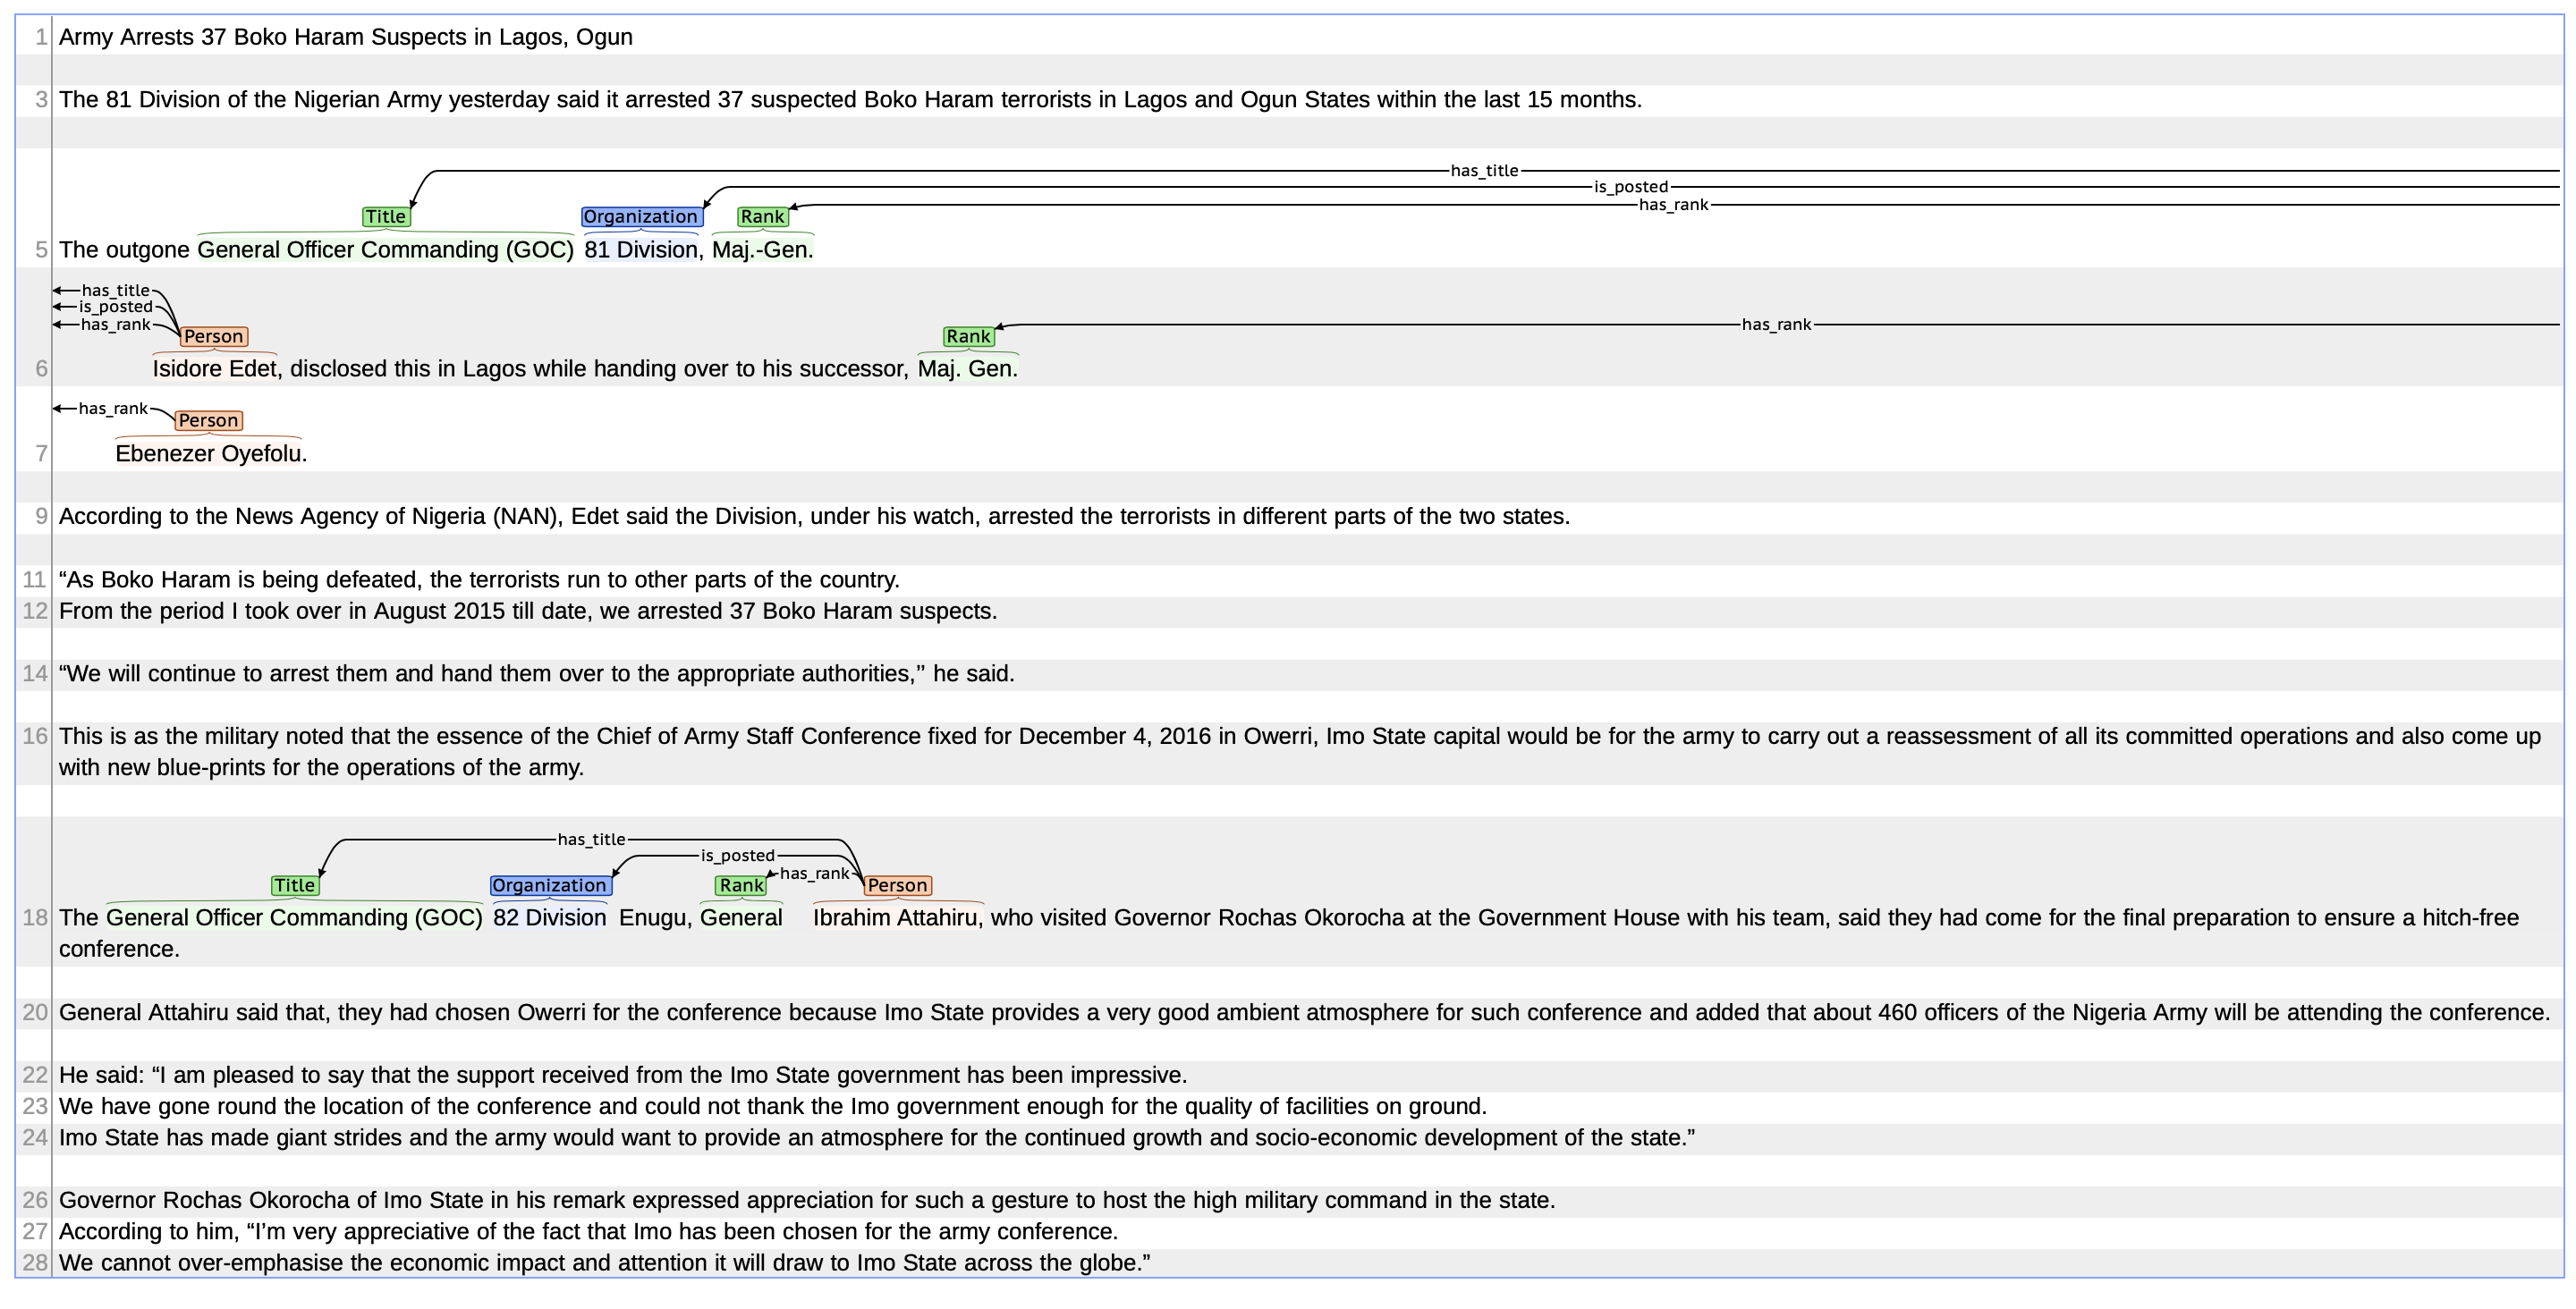 1 Army Arrests 37 Boko Haram Suspects in Lagos, Ogun
3 The 81 Division of the Nigerian Army yesterday said it arrested 37 suspected Boko Haram terrorists in Lagos and Ogun States within the last 15 months.
has_title
is_posted
has_rank
Title Organization Rank
5 The outgone General Officer Commanding (GOC) 81 Division, Maj.-Gen.
has_title
is_posted
has_rank has_rank
Person Rank
6 Isidore Edet, disclosed this in Lagos while handing over to his successor, Maj. Gen.
has_rank
Person
7 Ebenezer Oyefolu.
9 According to the News Agency of Nigeria (NAN), Edet said the Division, under his watch, arrested the terrorists in different parts of the two states.
11 “As Boko Haram is being defeated, the terrorists run to other parts of the country.
12 From the period I took over in August 2015 till date, we arrested 37 Boko Haram suspects.
14 “We will continue to arrest them and hand them over to the appropriate authorities,’’ he said.
16 This is as the military noted that the essence of the Chief of Army Staff Conference fixed for December 4, 2016 in Owerri, Imo State capital would be for the army to carry out a reassessment of all its committed operations and also come up
with new blue-prints for the operations of the army.
has_title
is_posted
has_rank
Title Organization Rank Person
18 The General Officer Commanding (GOC) 82 Division Enugu, General Ibrahim Attahiru, who visited Governor Rochas Okorocha at the Government House with his team, said they had come for the final preparation to ensure a hitch-free
conference.
20 General Attahiru said that, they had chosen Owerri for the conference because Imo State provides a very good ambient atmosphere for such conference and added that about 460 officers of the Nigeria Army will be attending the conference.
22 He said: “I am pleased to say that the support received from the Imo State government has been impressive.
23 We have gone round the location of the conference and could not thank the Imo government enough for the quality of facilities on ground.
24 Imo State has made giant strides and the army would want to provide an atmosphere for the continued growth and socio-economic development of the state.”
26 Governor Rochas Okorocha of Imo State in his remark expressed appreciation for such a gesture to host the high military command in the state.
27 According to him, “I’m very appreciative of the fact that Imo has been chosen for the army conference.
28 We cannot over-emphasise the economic impact and attention it will draw to Imo State across the globe.”